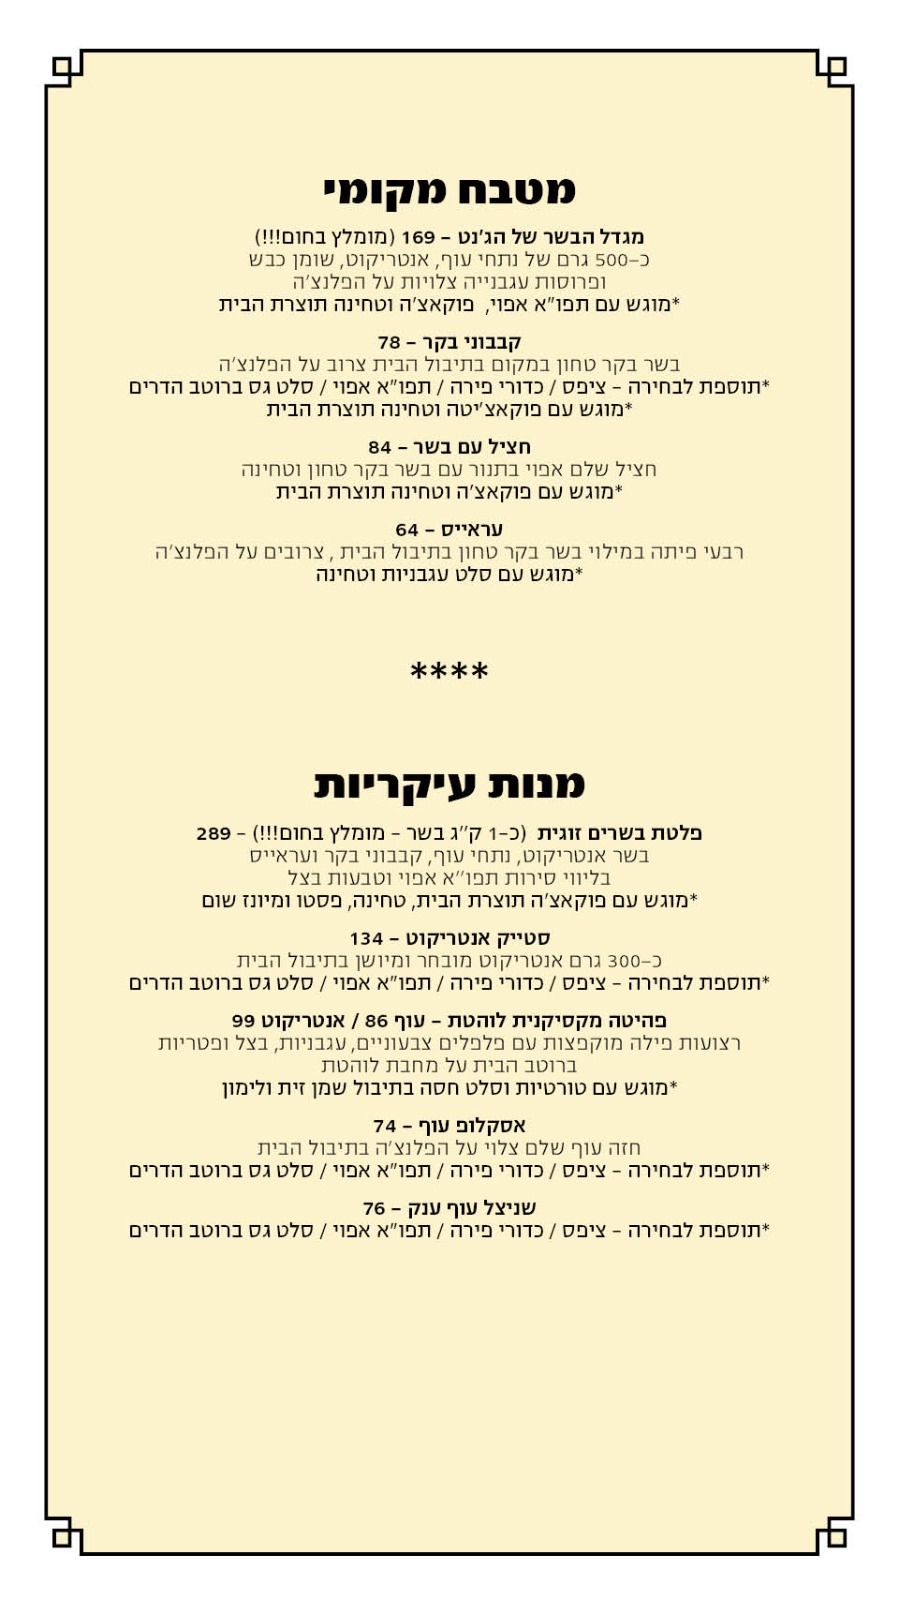 מטבח מקומי
מגדל הבשר של הג'נט – 169 (מומלץ בחום!!!)
כ–500 גרם של נתחי עוף, אנטריקוט, שומן כבש
ופרוסות עגבנייה צלויות על הפלנצ'ה
*מוגש עם תפו"א אפוי, פוקאצ'ה וטחינה תוצרת הבית
קבבוני בקר – 78
בשר בקר טחון במקום בתיבול הבית צרוב על הפלנצ'ה
*תוספת לבחירה – ציפס / כדורי פירה / תפו"א אפוי / סלט גס ברוטב הדרים
*מוגש עם פוקאצ'יטה וטחינה תוצרת הבית
חציל עם בשר – 84
חציל שלם אפוי בתנור עם בשר בקר טחון וטחינה
*מוגש עם פוקאצ'ה וטחינה תוצרת הבית
עראייס – 64
רבעי פיתה במילוי בשר בקר טחון בתיבול הבית , צרובים על הפלנצ'ה
*מוגש עם סלט עגבניות וטחינה
****
מנות עיקריות
פלטת בשרים זוגית (כ–1 ק"ג בשר – מומלץ בחום!!!) – 289
בשר אנטריקוט, נתחי עוף, קבבוני בקר ועראייס
בליווי סירות תפו"א אפוי וטבעות בצל
*מוגש עם פוקאצ'ה תוצרת הבית, טחינה, פסטו ומיונז שום
סטייק אנטריקוט – 134
כ–300 גרם אנטריקוט מובחר ומיושן בתיבול הבית
*תוספת לבחירה – ציפס / כדורי פירה / תפו"א אפוי / סלט גס ברוטב הדרים
פהיטה מקסיקנית לוהטת – עוף 86 / אנטריקוט 99
רצועות פילה מוקפצות עם פלפלים צבעוניים, עגבניות, בצל ופטריות
ברוטב הבית על מחבת לוהטת
*מוגש עם טורטיות וסלט חסה בתיבול שמן זית ולימון
אסקלופ עוף – 74
חזה עוף שלם צלוי על הפלנצ'ה בתיבול הבית
*תוספת לבחירה – ציפס / כדורי פירה / תפו"א אפוי / סלט גס ברוטב הדרים
שניצל עוף ענק – 76
*תוספת לבחירה – ציפס / כדורי פירה / תפו"א אפוי / סלט גס ברוטב הדרים